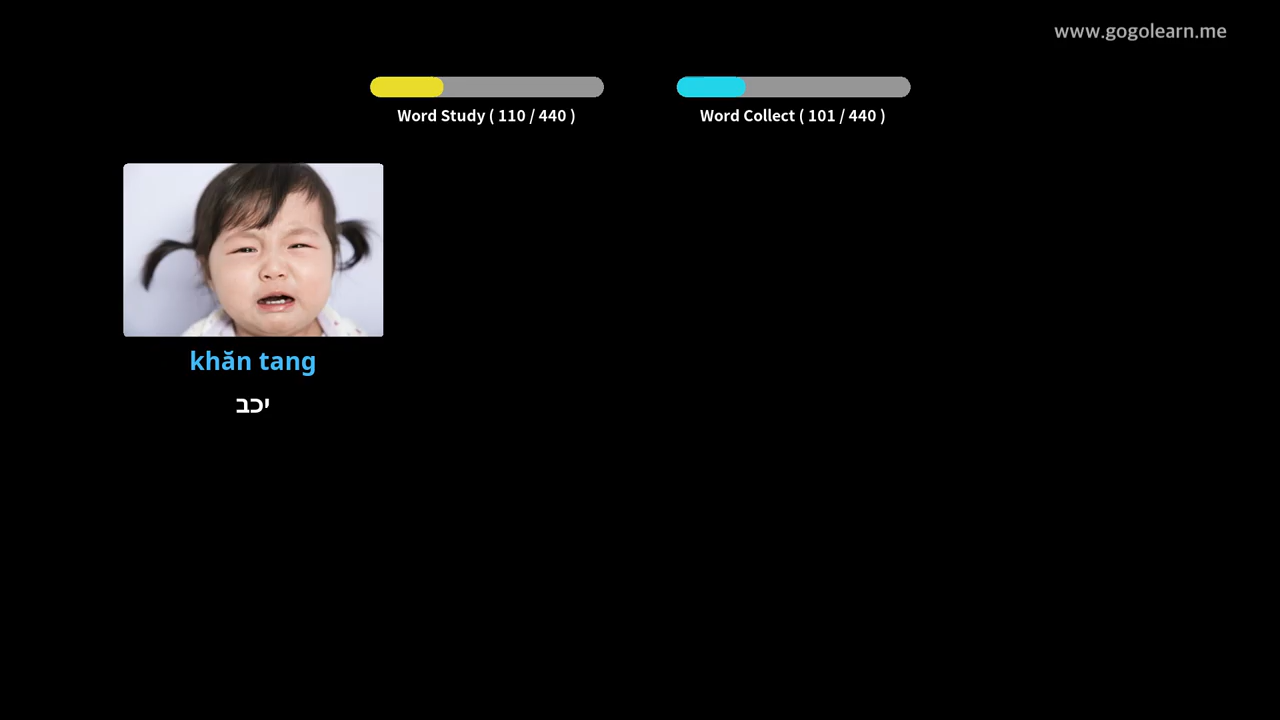 www.gogolearn.me
Word Study ( 110 / 440 )
Word Collect ( 101 / 440 )
khăn tang
יכב